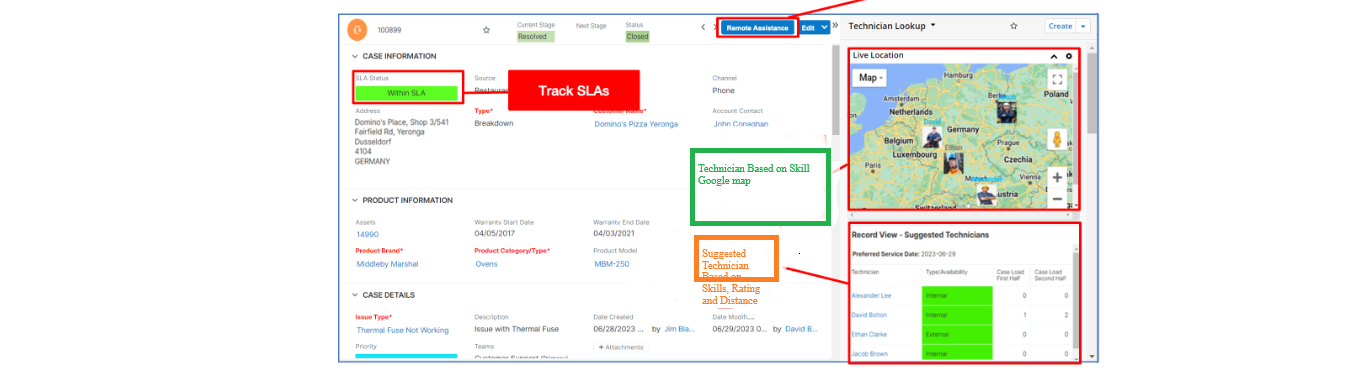 100899
Current Stage
Resolved
Next Stage
Status
Closed
Remote Assistance
Edit
CASE INFORMATION
SLA Status
Within SLA
Source
Track SLAs
Channel
Phone
Address
Domino's Place, Shop 3/541
Fairfield Rd, Yeronga
Dusseldorf
4104
GERMANY
Type*
Breakdown
Customer Name*
Domino's Pizza Yeronga
Account Contact
John Conaghan
Technician Based on Skill
Google map
PRODUCT INFORMATION
Assets
14990
Warranty Start Date
04/05/2017
Warranty End Date
04/03/2021
Product Brand*
Middleby Marshal
Product Category/Type*
Ovens
Product Model
MBM-250
Suggested
Technician
Based on
Skills, Rating
and Distance
CASE DETAILS
Issue Type*
Thermal Fuse Not Working
Description
Issue with Thermal Fuse
Date Created
06/28/2023 ... by Jim Bla...
Date Modifi...
06/29/2023 0... by David B...
Priority
Teams
Customer Support (Primary)
+ Attachments
Technician Lookup
Create
Live Location
Map
Hamburg
Amsterdam
Netherlands
Berlin
Poland
David
Germany
Belgium
Luxembourg
Prague
Czechia
Paris
Vienna
Austria
Switzerland
Record View - Suggested Technicians
Preferred Service Date: 2023-06-29
Technician Type/Availability Case Load First Half Case Load Second Half
Alexander Lee Internal 0 0
David Bolton Internal 1 2
Ethan Clarke External 0 0
Jacob Brown Internal 0 0